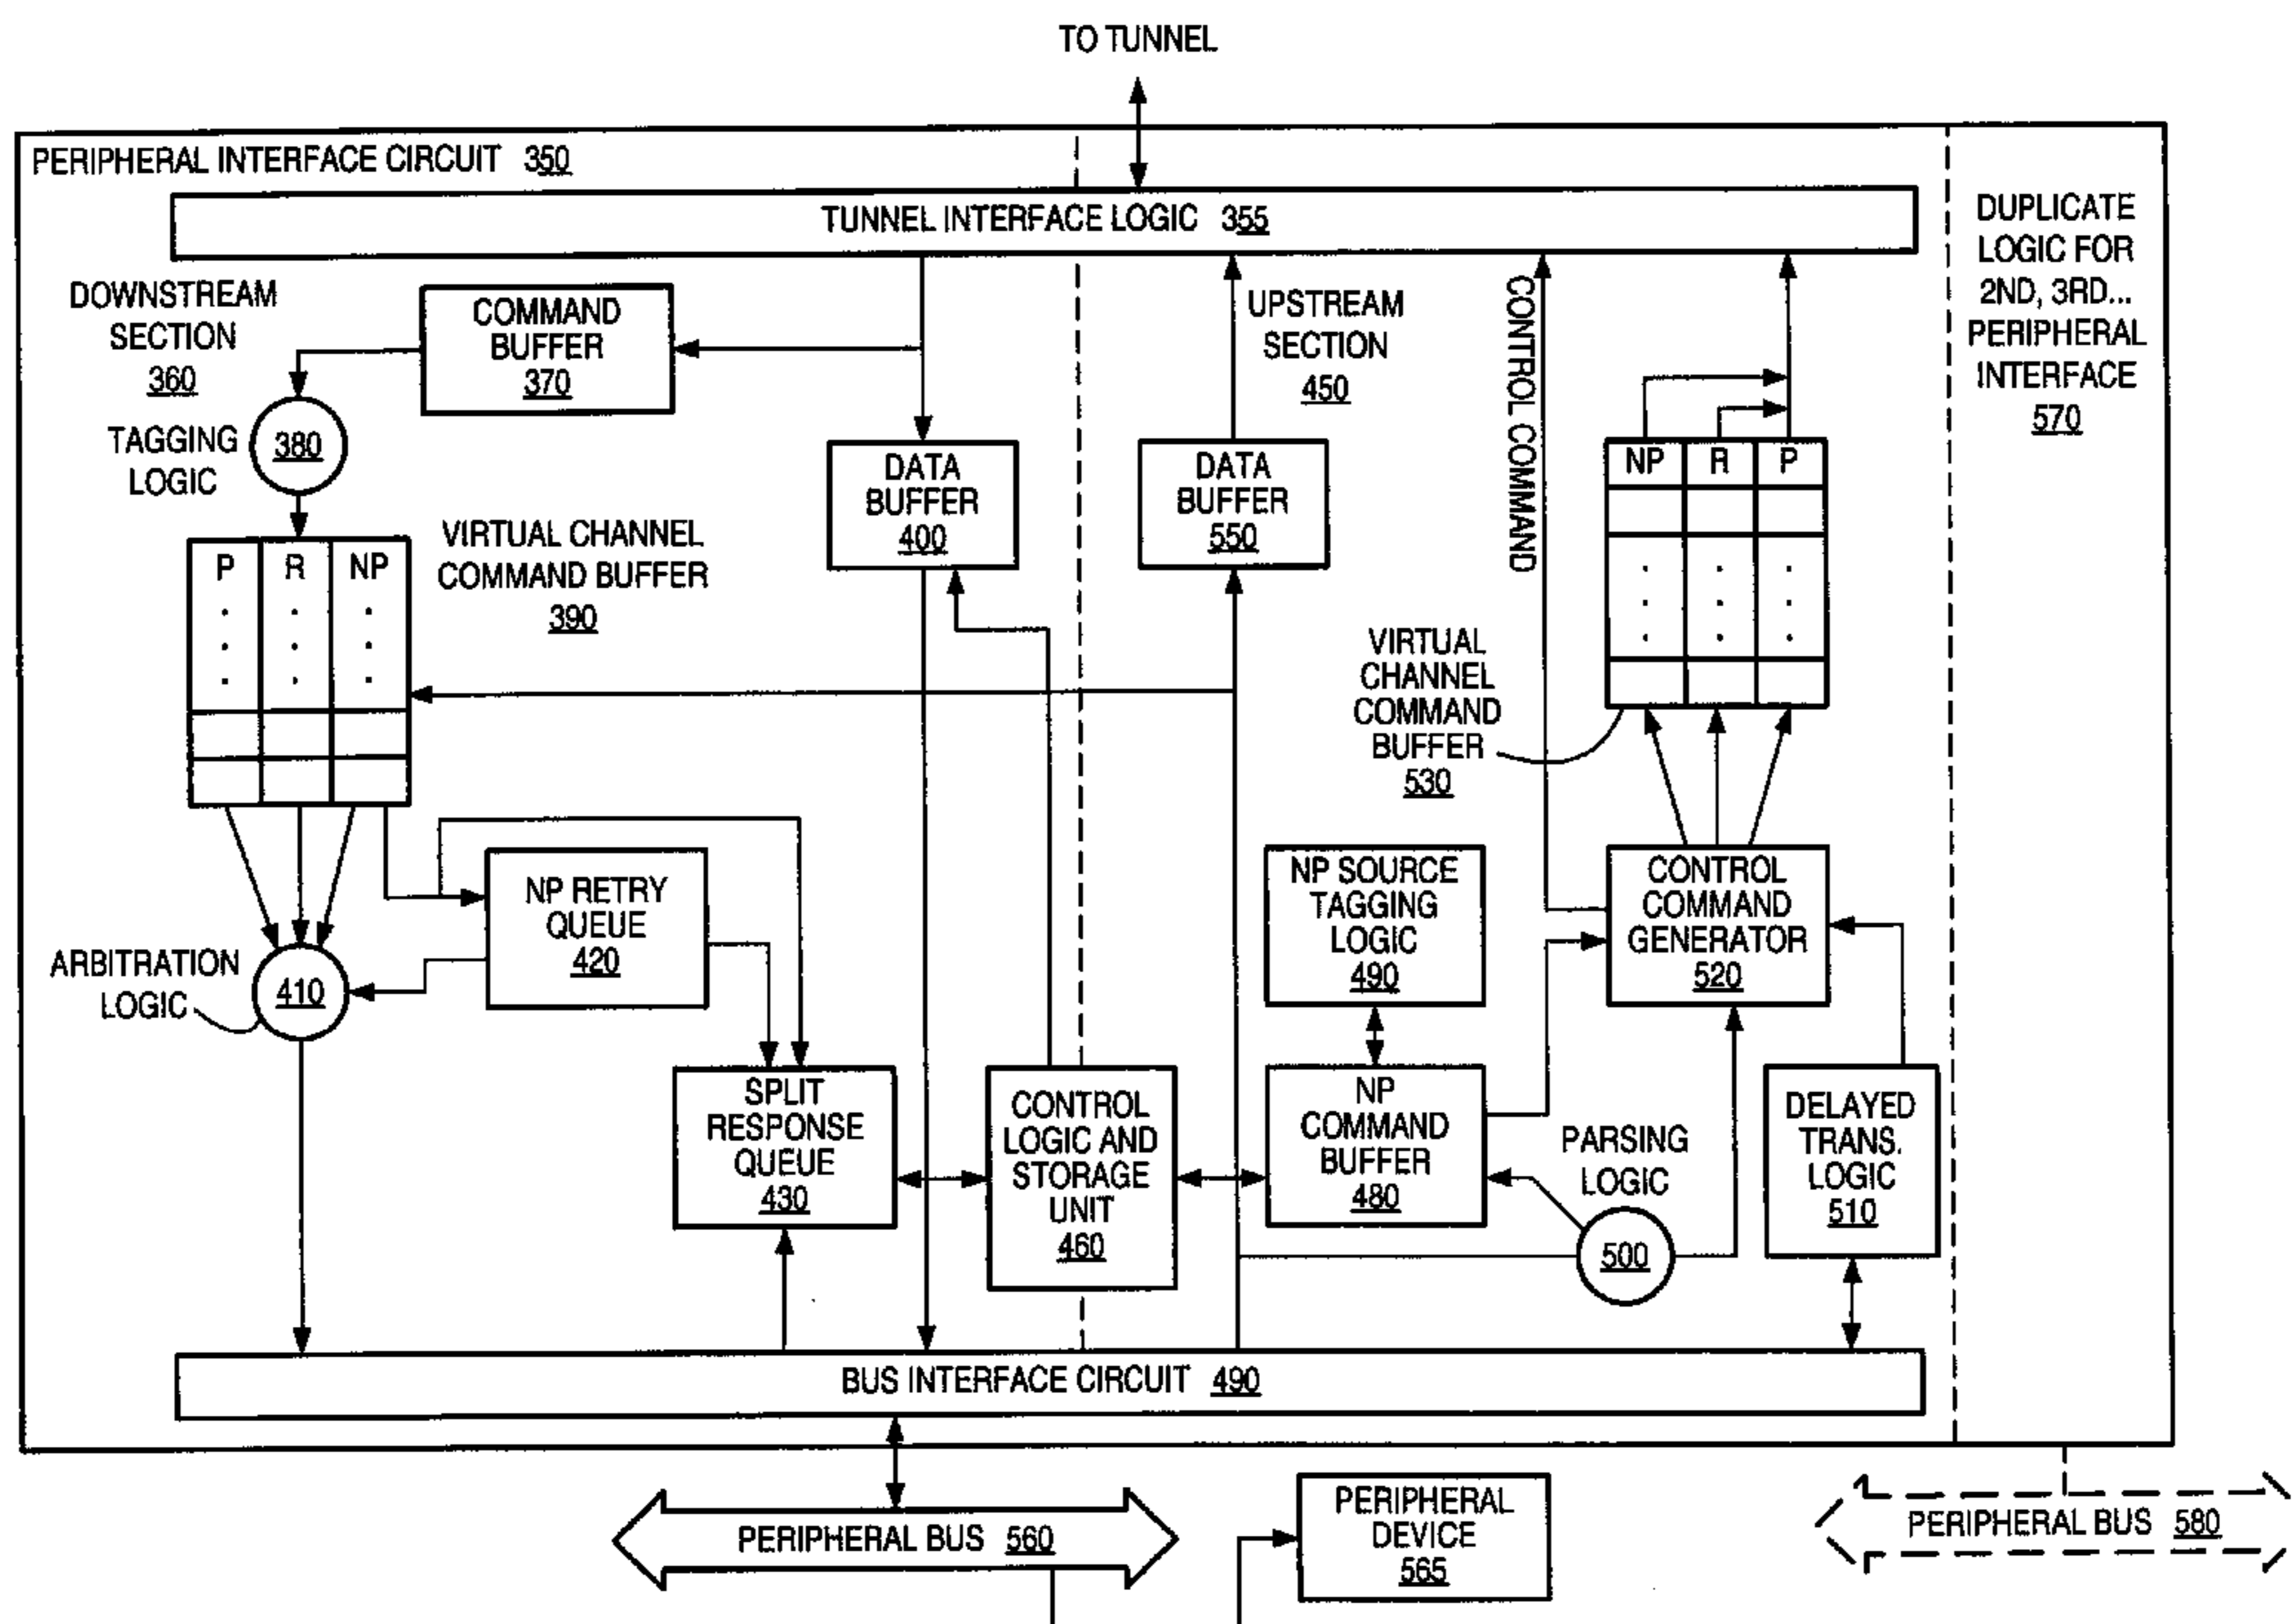 TO TUNNEL
PERIPHERAL INTERFACE CIRCUIT 350
TUNNEL INTERFACE LOGIC 355
DUPLICATE
LOGIC FOR
2ND, 3RD...
PERIPHERAL
INTERFACE
570
DOWNSTREAM
SECTION
360
COMMAND
BUFFER
370
UPSTREAM
SECTION
450
CONTROL COMMAND
TAGGING
LOGIC
380
DATA
BUFFER
400
DATA
BUFFER
550
NP R P
P R NP
VIRTUAL CHANNEL
COMMAND BUFFER
390
VIRTUAL
CHANNEL
COMMAND
BUFFER
530
NP RETRY
QUEUE
420
NP SOURCE
TAGGING
LOGIC
490
CONTROL
COMMAND
GENERATOR
520
ARBITRATION
LOGIC
410
SPLIT
RESPONSE
QUEUE
430
CONTROL
LOGIC AND
STORAGE
UNIT
460
NP
COMMAND
BUFFER
480
PARSING
LOGIC
500
DELAYED
TRANS.
LOGIC
510
BUS INTERFACE CIRCUIT 490
PERIPHERAL BUS 560
PERIPHERAL
DEVICE
565
PERIPHERAL BUS 580